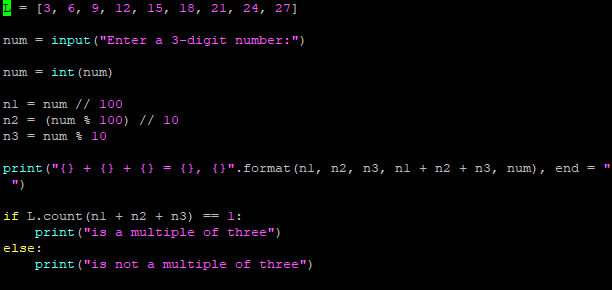 L = [3, 6, 9, 12, 15, 18, 21, 24, 27]
num = input("Enter a 3-digit number:")
num = int(num)
n1 = num // 100
n2 = (num % 100) // 10
n3 = num % 10
print("{} + {} + {} = {}, {}".format(n1, n2, n3, n1 + n2 + n3, num), end = "
 ")
if L.count(n1 + n2 + n3) == 1:
    print("is a multiple of three")
else:
    print("is not a multiple of three")